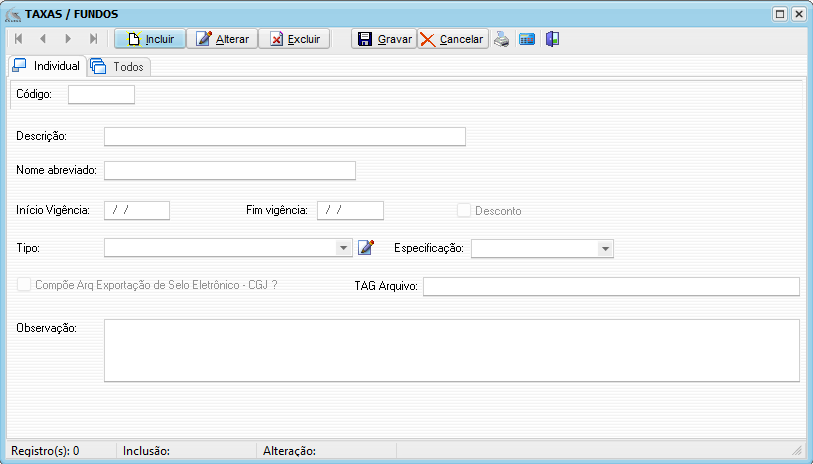 TAXAS / FUNDOS
Incluir Alterar Excluir Gravar Cancelar
Individual Todos
Código:
Descrição:
Nome abreviado:
Início Vigência: / / Fim vigência: / / Desconto
Tipo: Especificação:
Compõe Arq Exportação de Selo Eletrônico - CGJ ? TAG Arquivo:
Observação:
Registro(s): 0 Inclusão: Alteração: